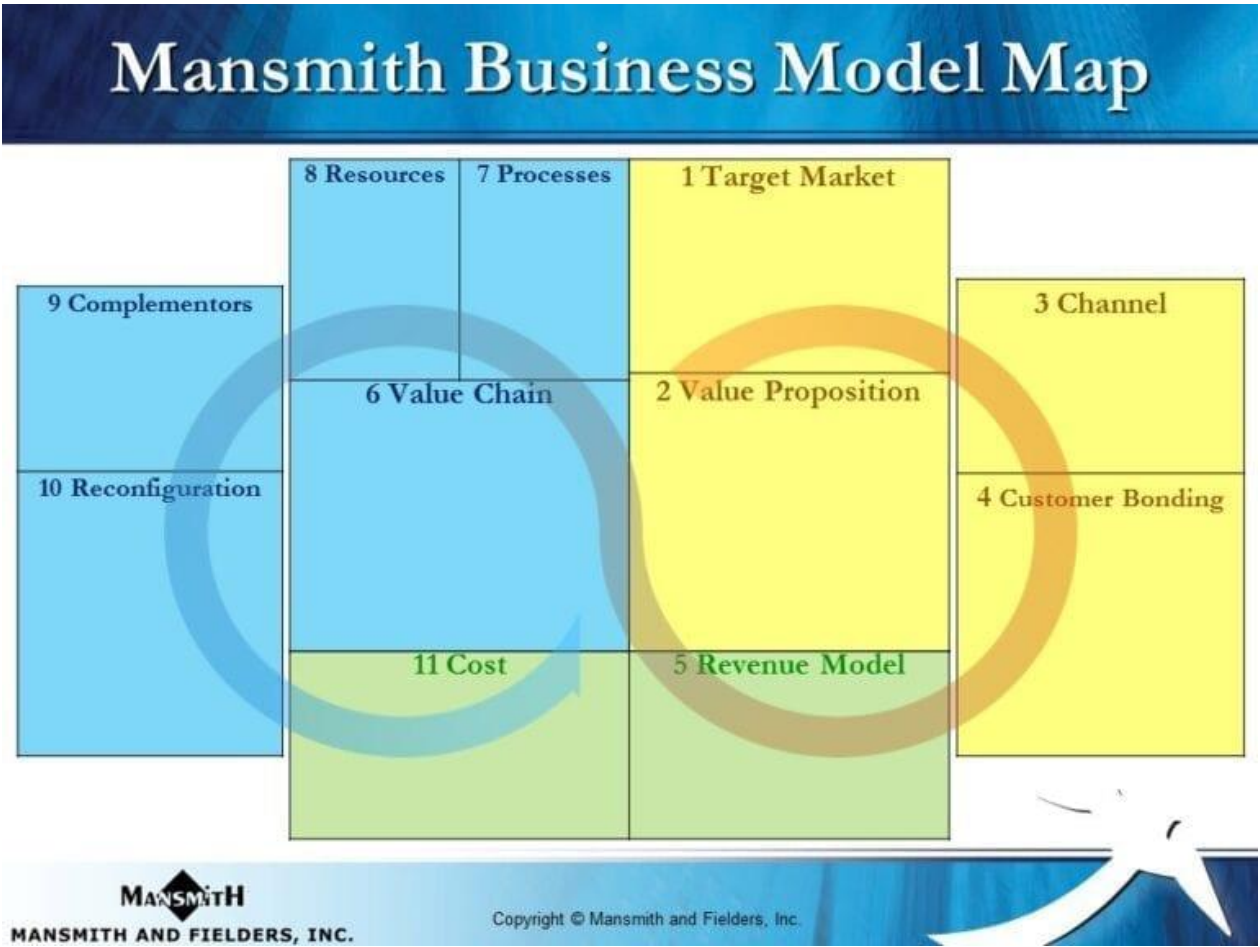 Mansmith Business Model Map
8 Resources
7 Processes
1 Target Market
9 Complementors
3 Channel
6 Value Chain
2 Value Proposition
10 Reconfiguration
4 Customer Bonding
11 Cost
5 Revenue Model
MANSMITH
MANSMITH AND FIELDERS, INC.
Copyright © Mansmith and Fielders, Inc.